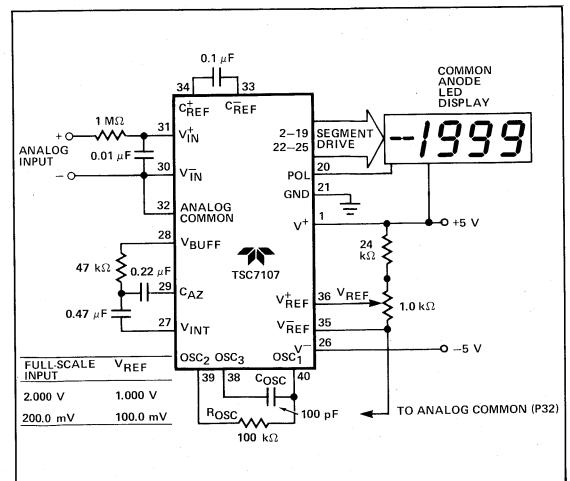 0.1 μF
34
33
C+REF
C−REF
COMMON
ANODE
LED
DISPLAY
1 MΩ
31
V+IN
+
ANALOG
INPUT
−
0.01 μF
30
V−IN
32
ANALOG
COMMON
2–19
22–25
SEGMENT
DRIVE
-1999
20
POL
21
GND
1
V+
+5 V
28
VBUFF
47 kΩ
0.22 μF
29
CAZ
0.47 μF
27
VINT
TSC7107
24
kΩ
36
V+REF
VREF
1.0 kΩ
35
V−REF
26
V−
−5 V
OSC2
OSC3
OSC1
39
38
40
COSC
100 pF
ROSC
100 kΩ
TO ANALOG COMMON (P32)
FULL-SCALE INPUT VREF
2.000 V 1.000 V
200.0 mV 100.0 mV